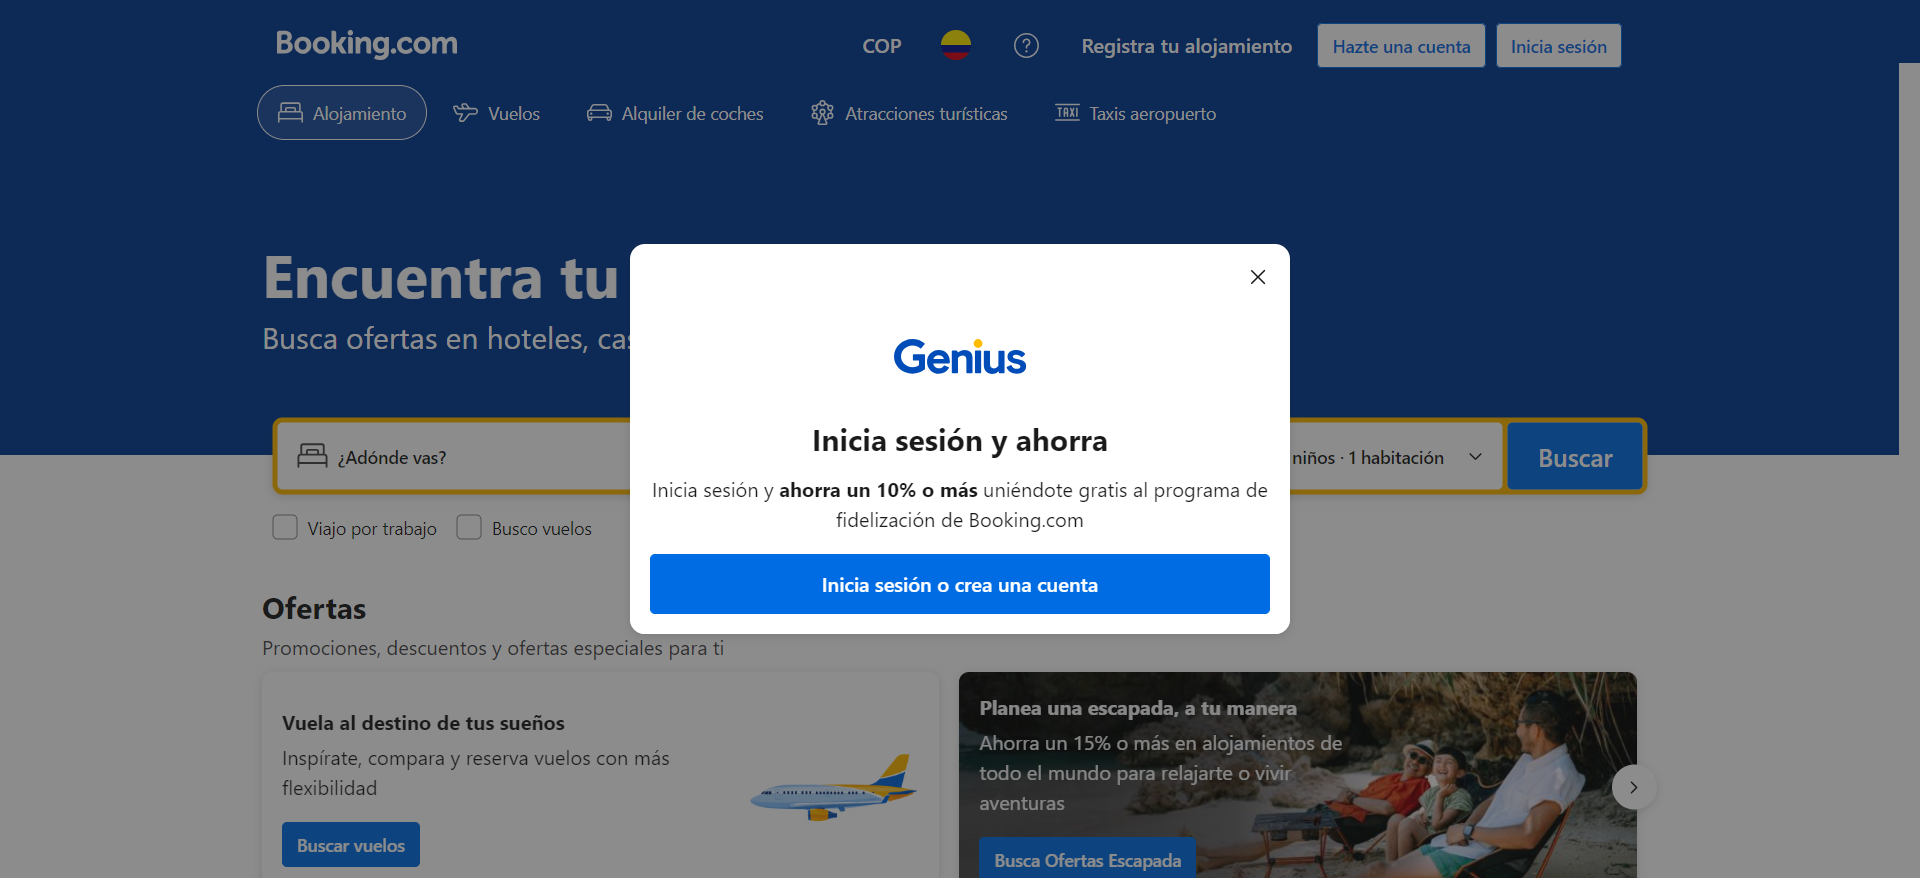 Booking.com
COP
Registra tu alojamiento
Hazte una cuenta
Inicia sesión
Alojamiento
Vuelos
Alquiler de coches
Atracciones turísticas
TAXI
Taxis aeropuerto
Encuentra tu
Busca ofertas en hoteles, cas
Genius
Inicia sesión y ahorra
Inicia sesión y ahorra un 10% o más uniéndote gratis al programa de
fidelización de Booking.com
Inicia sesión o crea una cuenta
¿Adónde vas?
niños · 1 habitación
Buscar
Viajo por trabajo
Busco vuelos
Ofertas
Promociones, descuentos y ofertas especiales para ti
Vuela al destino de tus sueños
Inspírate, compara y reserva vuelos con más
flexibilidad
Buscar vuelos
Planea una escapada, a tu manera
Ahorra un 15% o más en alojamientos de
todo el mundo para relajarte o vivir
aventuras
Busca Ofertas Escapada